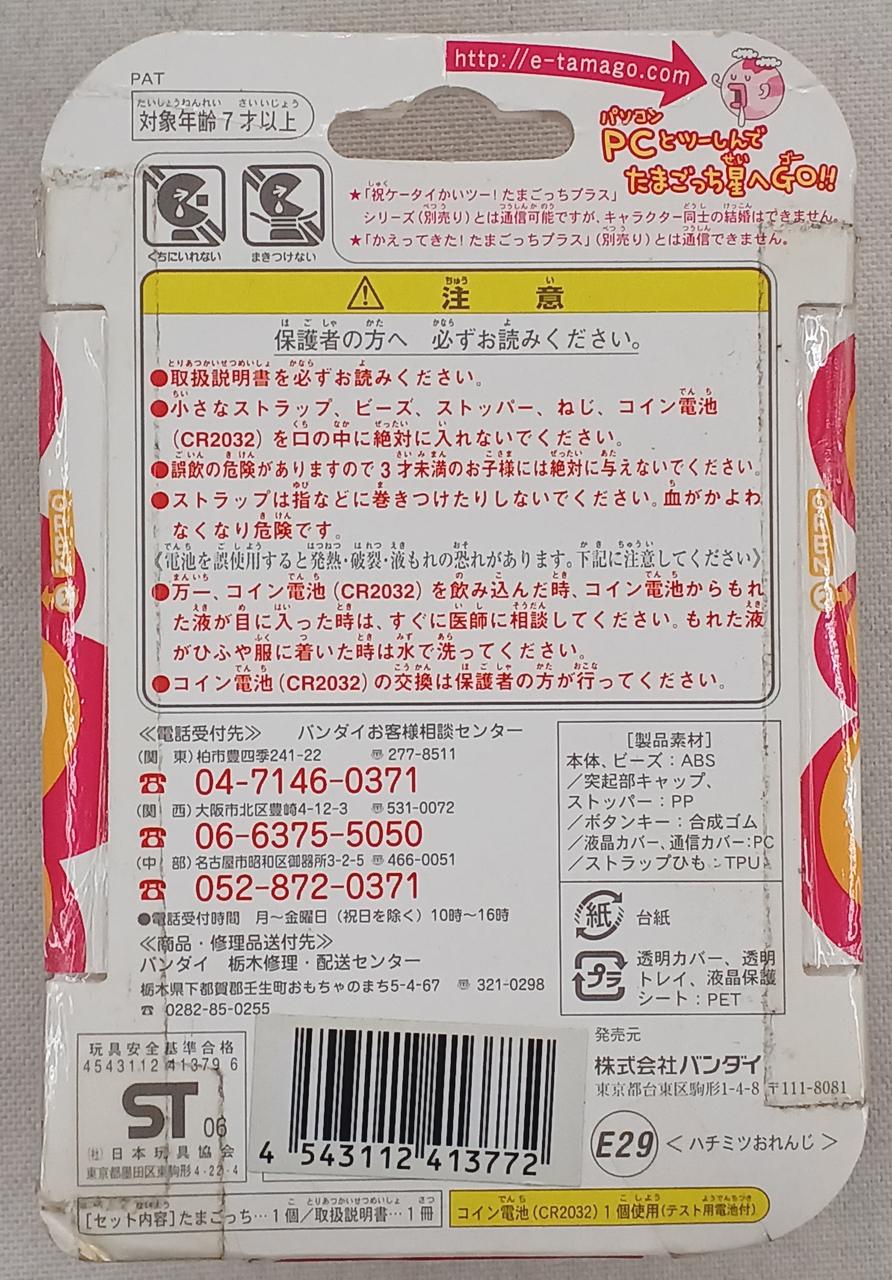 PAT
対象年齢7才以上
http://e-tamago.com
PCとツーしんで
たまごっち星へGO!!
くちにいれない
まきつけない
★「祝ケータイかいツー!たまごっちプラス」
シリーズ(別売り)とは通信可能ですが、キャラクター同士の結婚はできません。
★「かえってきた!たまごっちプラス」(別売り)とは通信できません。
注意
保護者の方へ 必ずお読みください。
●取扱説明書を必ずお読みください。
●小さなストラップ、ビーズ、ストッパー、ねじ、コイン電池
(CR2032)を口の中に絶対に入れないでください。
●誤飲の危険がありますので3才未満のお子様には絶対に与えないでください。
●ストラップは指などに巻きつけたりしないでください。血がかよわ
なくなり危険です。
《電池を誤使用すると発熱・破裂・液もれの恐れがあります。下記に注意してください》
●万一、コイン電池(CR2032)を飲み込んだ時、コイン電池からもれ
た液が目に入った時は、すぐに医師に相談してください。もれた液
がひふや服に着いた時は水で洗ってください。
●コイン電池(CR2032)の交換は保護者の方が行ってください。
≪電話受付先≫ バンダイお客様相談センター
(関 東)柏市豊四季241-22 〒277-8511
☎ 04-7146-0371
(関 西)大阪市北区豊崎4-12-3 〒531-0072
☎ 06-6375-5050
(中 部)名古屋市昭和区御器所3-2-5 〒466-0051
☎ 052-872-0371
●電話受付時間 月〜金曜日(祝日を除く)10時〜16時
≪商品・修理品送付先≫
バンダイ 栃木修理・配送センター
栃木県下都賀郡壬生町おもちゃのまち5-4-67 〒321-0298
☎ 0282-85-0255
[製品素材]
本体、ビーズ:ABS
/突起部キャップ、
ストッパー:PP
/ボタンキー:合成ゴム
/液晶カバー、通信カバー:PC
/ストラップひも:TPU
紙 台紙
プラ 透明カバー、透明
トレイ、液晶保護
シート:PET
玩具安全基準合格
4543112 413796
ST 06
(社)日本玩具協会
東京都墨田区東駒形4-22-4
4 543112 413772
発売元
株式会社バンダイ
東京都台東区駒形1-4-8 〒111-8081
E29 <ハチミツおれんじ>
[セット内容]たまごっち…1個/取扱説明書…1冊
コイン電池(CR2032)1個使用(テスト用電池付)